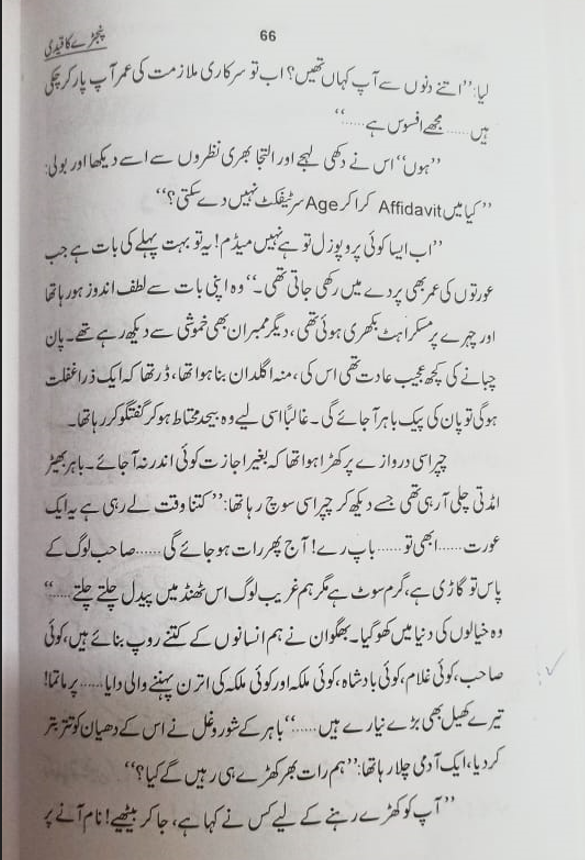 پنجرے کا قیدی
66
لیا: ”اتنے دنوں سے آپ کہاں تھیں؟ اب تو سرکاری ملازمت کی عمر آپ پار کر چکی
ہیں ...... مجھے افسوس ہے ......“
”ہوں“ اس نے دکھی لہجے اور التجا بھری نظروں سے اسے دیکھا اور بولی:
”کیا میں Affidavit کرا کر Age سرٹیفکٹ نہیں دے سکتی؟“
”اب ایسا کوئی پروپوزل تو ہے نہیں میڈم! یہ تو بہت پہلے کی بات ہے جب
عورتوں کی عمر بھی پردے میں رکھی جاتی تھی۔“ وہ اپنی بات سے لطف اندوز ہو رہا تھا
اور چہرے پر مسکراہٹ بکھری ہوئی تھی، دیگر ممبران بھی خموشی سے دیکھ رہے تھے۔ پان
چبانے کی کچھ عجیب عادت تھی اس کی، منہ اگلدان بنا ہوا تھا، ڈر تھا کہ ایک ذرا غفلت
ہوگی تو پان کی پیک باہر آ جائے گی۔ غالباً اسی لیے وہ بیحد محتاط ہو کر گفتگو کر رہا تھا۔
چپراسی دروازے پر کھڑا ہوا تھا کہ بغیر اجازت کوئی اندر نہ آ جائے۔ باہر بھیڑ
امڈتی چلی آ رہی تھی جسے دیکھ کر چپراسی سوچ رہا تھا: ”کتنا وقت لے رہی ہے یہ ایک
عورت ...... ابھی تو ...... باپ رے! آج پھر رات ہو جائے گی ...... صاحب لوگ کے
پاس تو گاڑی ہے، گرم سوٹ ہے مگر ہم غریب لوگ اس ٹھنڈ میں پیدل چلتے چلتے ......“
وہ خیالوں کی دنیا میں کھو گیا۔ بھگوان نے ہم انسانوں کے کتنے روپ بنائے ہیں، کوئی
صاحب، کوئی غلام، کوئی بادشاہ، کوئی ملکہ اور کوئی ملکہ کی اترن پہننے والی دایا ...... پرماتما!
تیرے کھیل بھی بڑے نیارے ہیں ......“ باہر کے شور و غل نے اس کے دھیان کو تتر بتر
کر دیا، ایک آدمی چلا رہا تھا: ”ہم رات بھر کھڑے ہی رہیں گے کیا؟“
”آپ کو کھڑے رہنے کے لیے کس نے کہا ہے، جا کر بیٹھیے! نام آنے پر